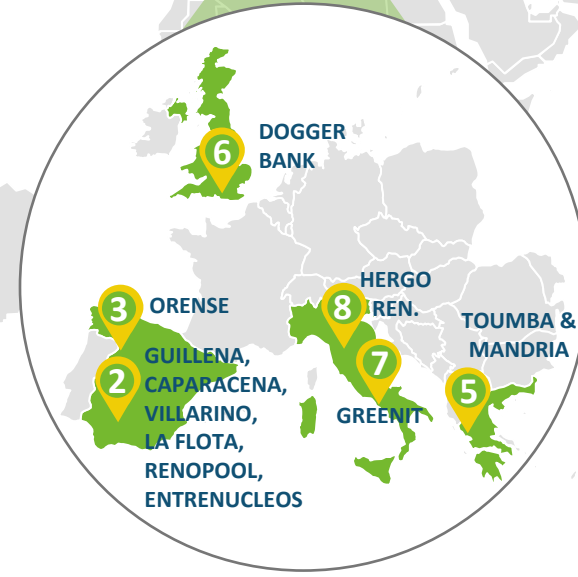 6
DOGGER
BANK
3
ORENSE
2
GUILLENA,
CAPARACENA,
VILLARINO,
LA FLOTA,
RENOPOOL,
ENTRENUCLEOS
8
HERGO
REN.
7
GREENIT
TOUMBA &
MANDRIA
5